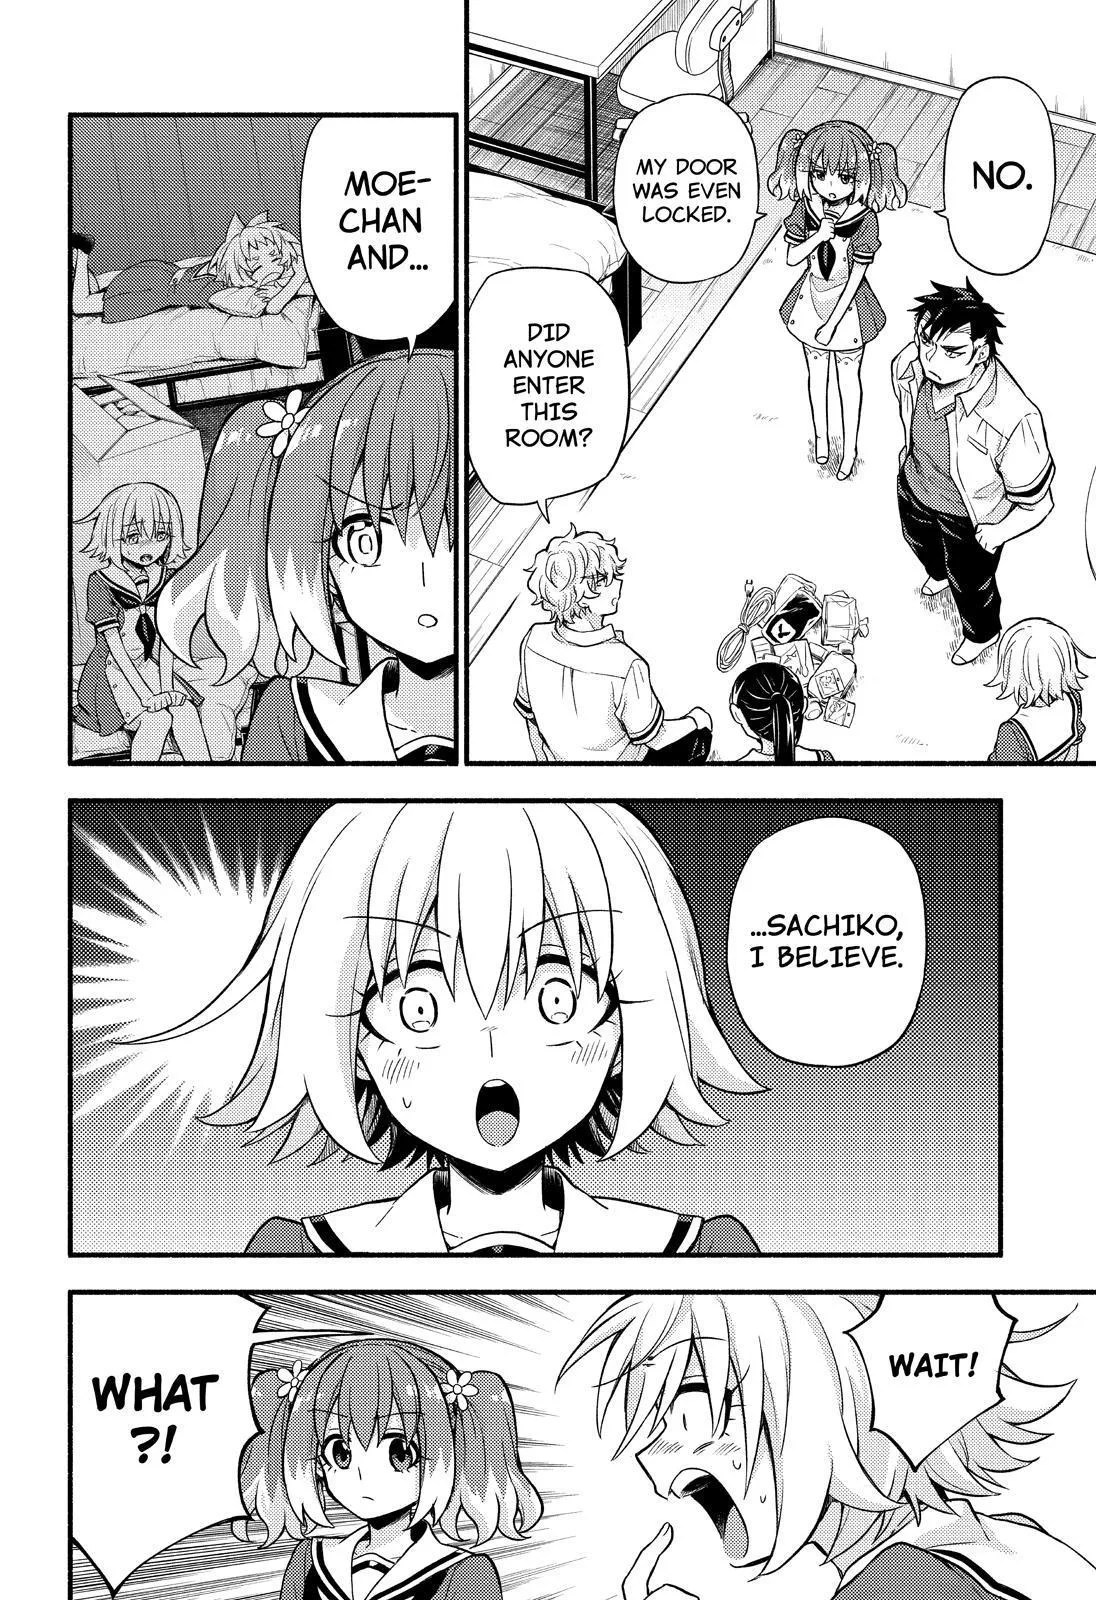 NO.
MY DOOR
WAS EVEN
LOCKED.
DID
ANYONE
ENTER
THIS
ROOM?
MOE-
CHAN
AND...
...SACHIKO,
I BELIEVE.
WAIT!
WHAT
?!